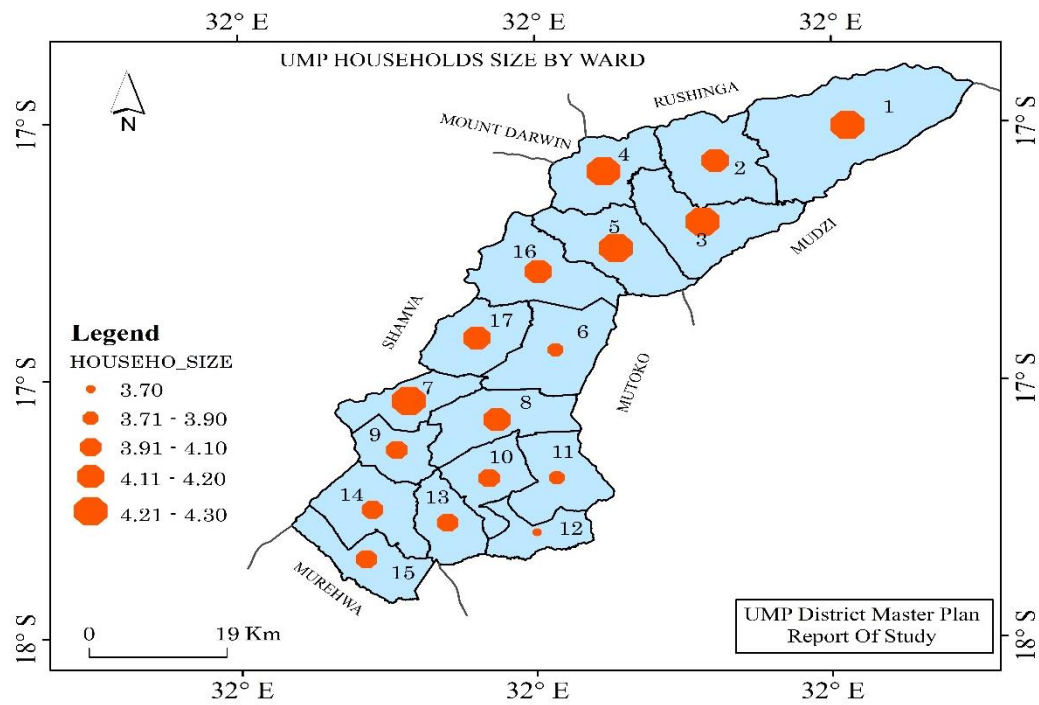 32° E 32° E 32° E
UMP HOUSEHOLDS SIZE BY WARD
N
17° S
17° S
RUSHINGA
MOUNT DARWIN
1
2
4
3
5
MUDZI
16
SHAMVA
17
6
MUTOKO
Legend
HOUSEHO_SIZE
3.70
3.71 - 3.90
3.91 - 4.10
4.11 - 4.20
4.21 - 4.30
17° S
17° S
7
8
9
10
11
14
13
12
15
MUREHWA
0 19 Km
UMP District Master Plan
Report Of Study
18° S
18° S
32° E 32° E 32° E